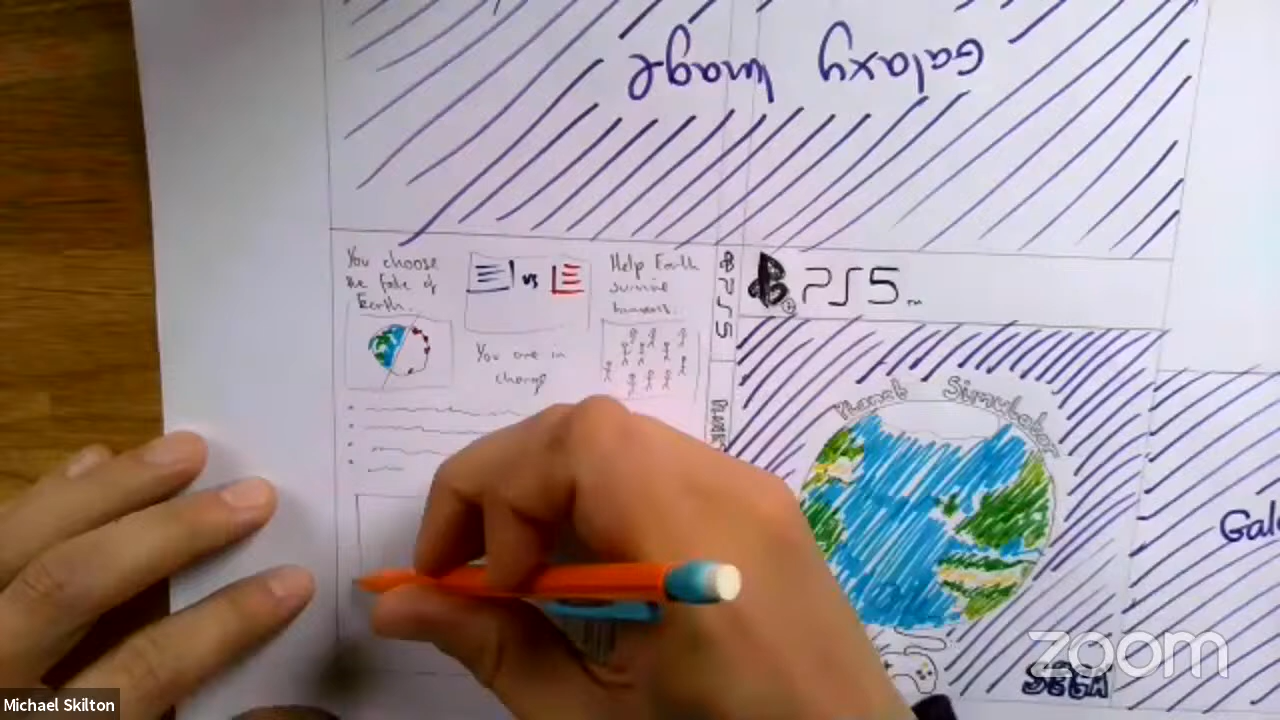 Galaxy Image
You choose
the fate of
Earth.
vs
Help Earth
survive
humans.
You are in
charge
PS5
PS5
Planet Simulator
Gal
SEGA
zoom
Michael Skilton